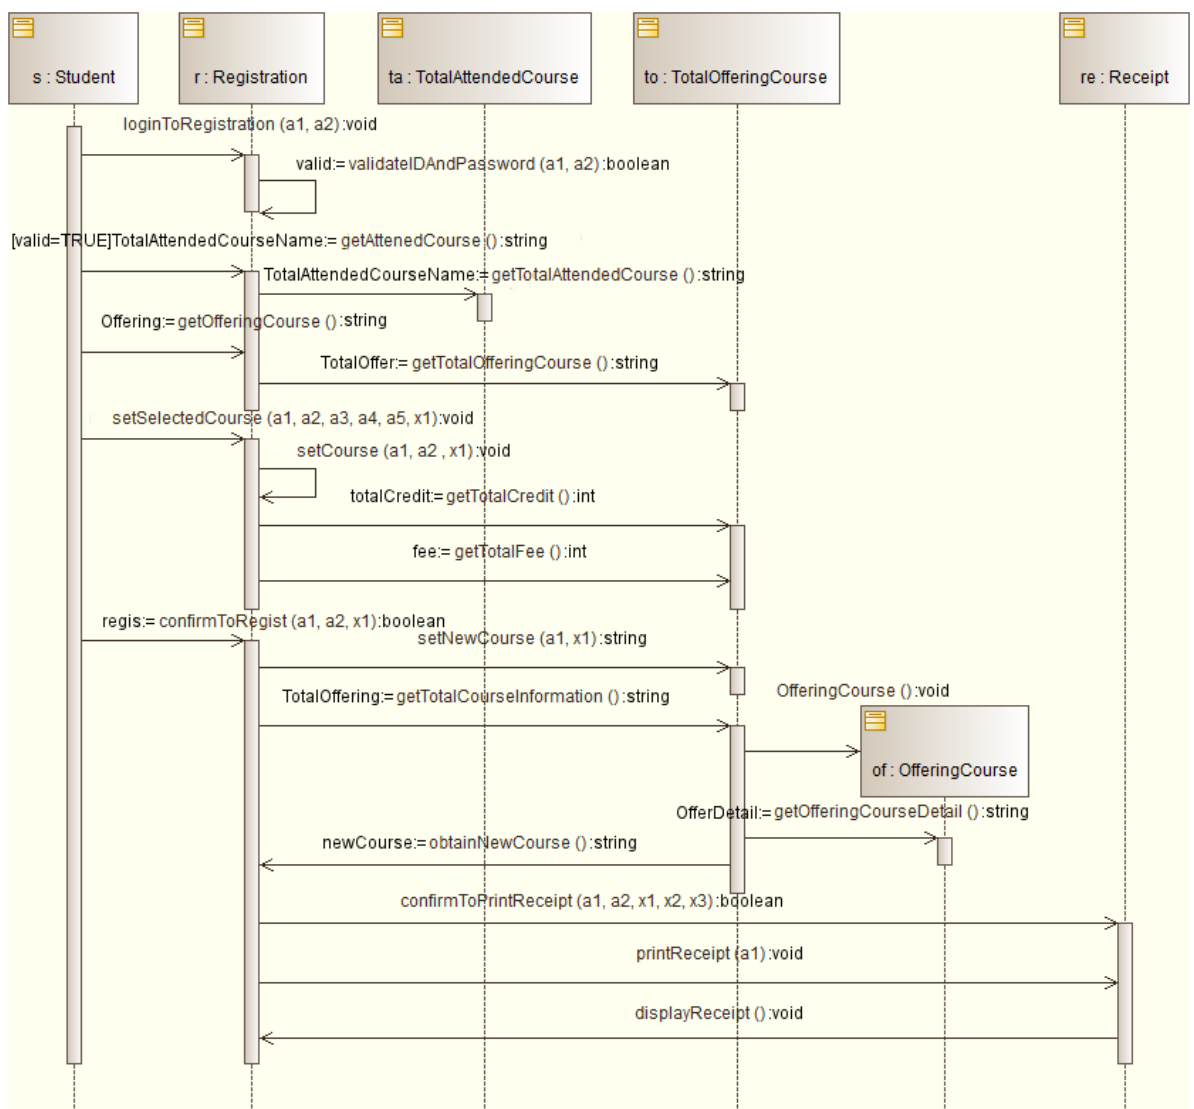 s : Student
r : Registration
ta : TotalAttendedCourse
to : TotalOfferingCourse
re : Receipt
loginToRegistration (a1, a2):void
valid:= validateIDAndPassword (a1, a2):boolean
[valid=TRUE]TotalAttendedCourseName:= getAttenedCourse ():string
TotalAttendedCourseName:= getTotalAttendedCourse ():string
Offering:= getOfferingCourse ():string
TotalOffer:= getTotalOfferingCourse ():string
setSelectedCourse (a1, a2, a3, a4, a5, x1):void
setCourse (a1, a2 , x1):void
totalCredit:= getTotalCredit ():int
fee:= getTotalFee ():int
regis:= confirmToRegist (a1, a2, x1):boolean
setNewCourse (a1, x1):string
TotalOffering:= getTotalCourseInformation ():string
OfferingCourse ():void
of : OfferingCourse
OfferDetail:= getOfferingCourseDetail ():string
newCourse:= obtainNewCourse ():string
confirmToPrintReceipt (a1, a2, x1, x2, x3):boolean
printReceipt (a1):void
displayReceipt ():void